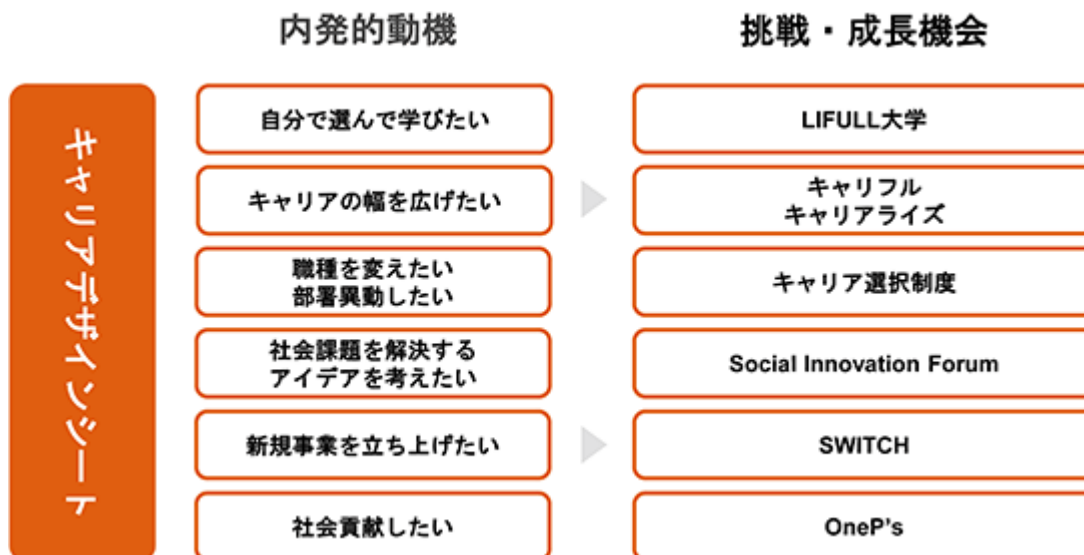 内発的動機
挑戦・成長機会
キャリアデザインシート
自分で選んで学びたい
LIFULL大学
キャリアの幅を広げたい
キャリフル
キャリアライズ
職種を変えたい
部署異動したい
キャリア選択制度
社会課題を解決する
アイデアを考えたい
Social Innovation Forum
新規事業を立ち上げたい
SWITCH
社会貢献したい
OneP's